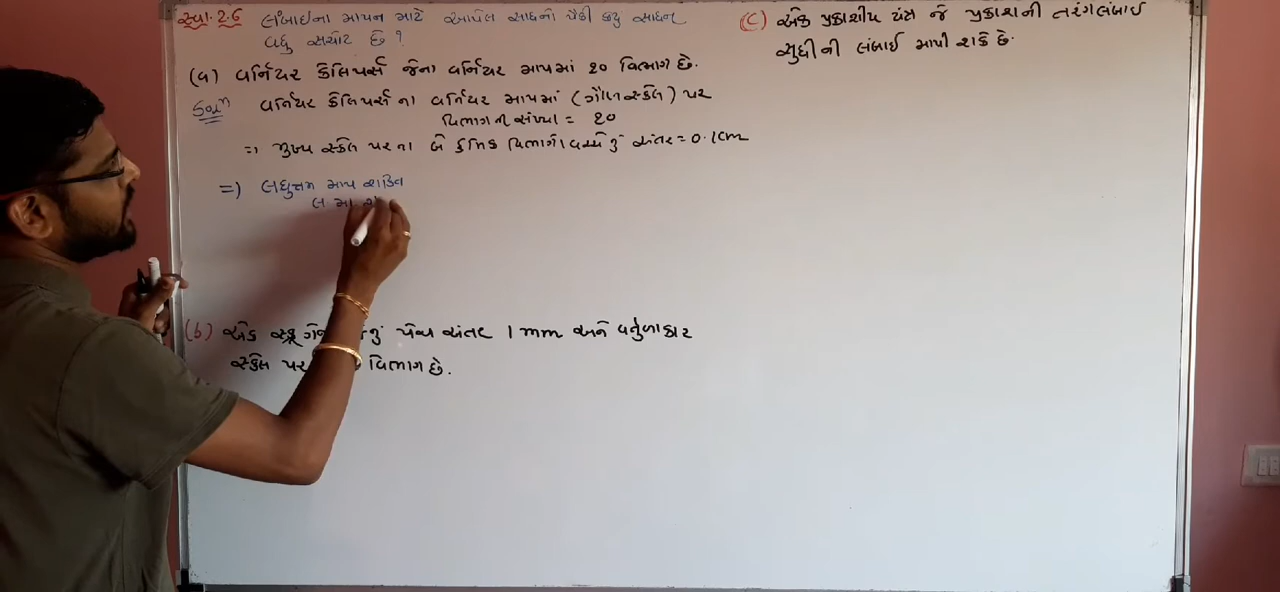 સ્વા. 2.6 લંબાઈના માપન માટે આપેલ સાધનો પૈકી કયુ સાધન
વધુ સચોટ છે ?
(a) વર્નિયર કેલિપર્સ જેના વર્નિયર માપમાં 20 વિભાગ છે.
Solⁿ વર્નિયર કેલિપર્સ ના વર્નિયર માપમાં (ગૌણ સ્કેલ) પર
વિભાગની સંખ્યા = 20
⇒ મુખ્ય સ્કેલ પરના બે ક્રમિક વિભાગો વચ્ચેનું અંતર = 0.1cm
⇒) લઘુત્તમ માપ શક્તિ
લ. મા. શ
(b) એક સ્ક્રૂ ગેજ પેચ અંતર 1 mm અને વર્તુળાકાર
સ્કેલ પર વિભાગ છે.
(C) એક પ્રકાશીય યંત્ર જે પ્રકાશની તરંગલંબાઈ
સુધીની લંબાઈ માપી શકે છે.